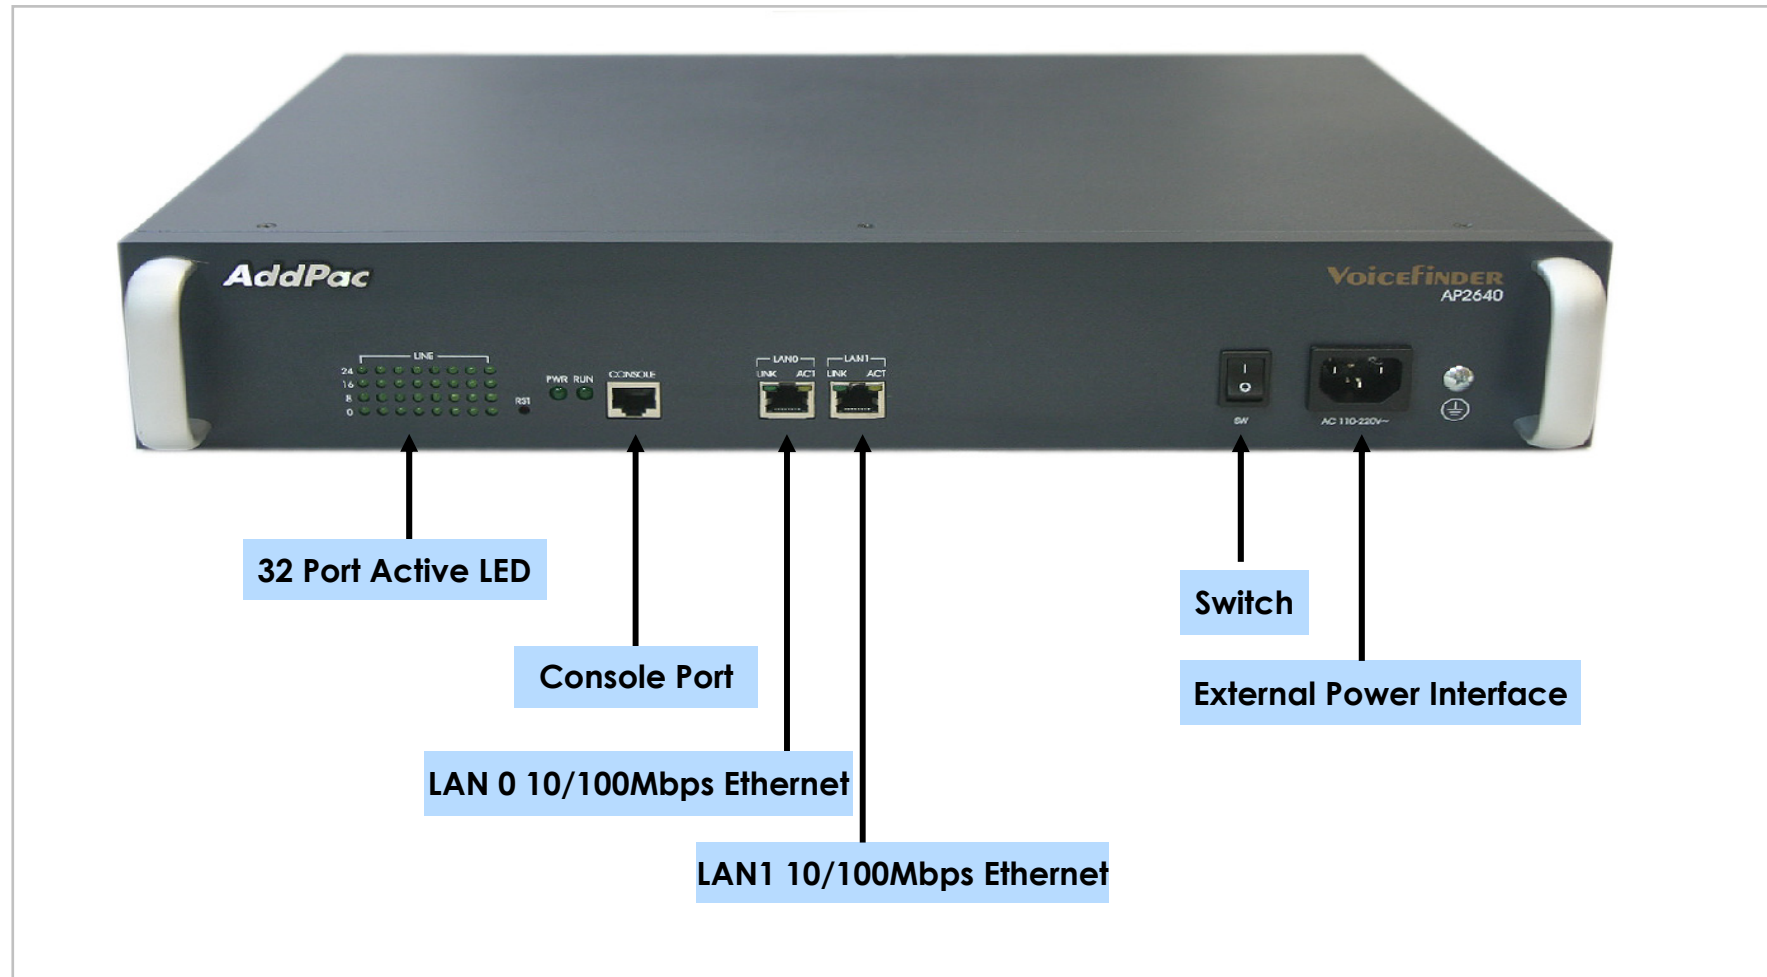 AddPac
VoiceFinder
AP2640
LINE
24
16
8
0
RST
PWR RUN
CONSOLE
LAN0
LINK ACT
LAN1
LINK ACT
I
O
SW
AC 110-220V~
32 Port Active LED
Switch
Console Port
External Power Interface
LAN 0 10/100Mbps Ethernet
LAN1 10/100Mbps Ethernet